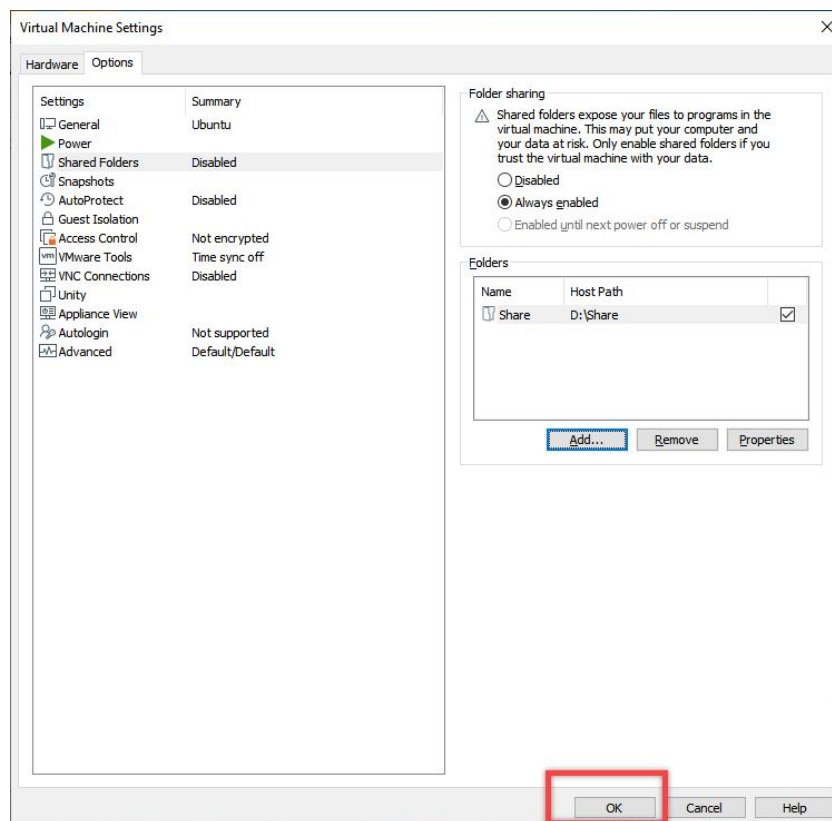 Virtual Machine Settings
Hardware Options
Settings Summary
General Ubuntu
Power
Shared Folders Disabled
Snapshots
AutoProtect Disabled
Guest Isolation
Access Control Not encrypted
vm VMware Tools Time sync off
VNC Connections Disabled
Unity
Appliance View
Autologin Not supported
Advanced Default/Default
Folder sharing
Shared folders expose your files to programs in the
virtual machine. This may put your computer and
your data at risk. Only enable shared folders if you
trust the virtual machine with your data.
Disabled
Always enabled
Enabled until next power off or suspend
Folders
Name Host Path
Share D:\Share
Add... Remove Properties
OK Cancel Help